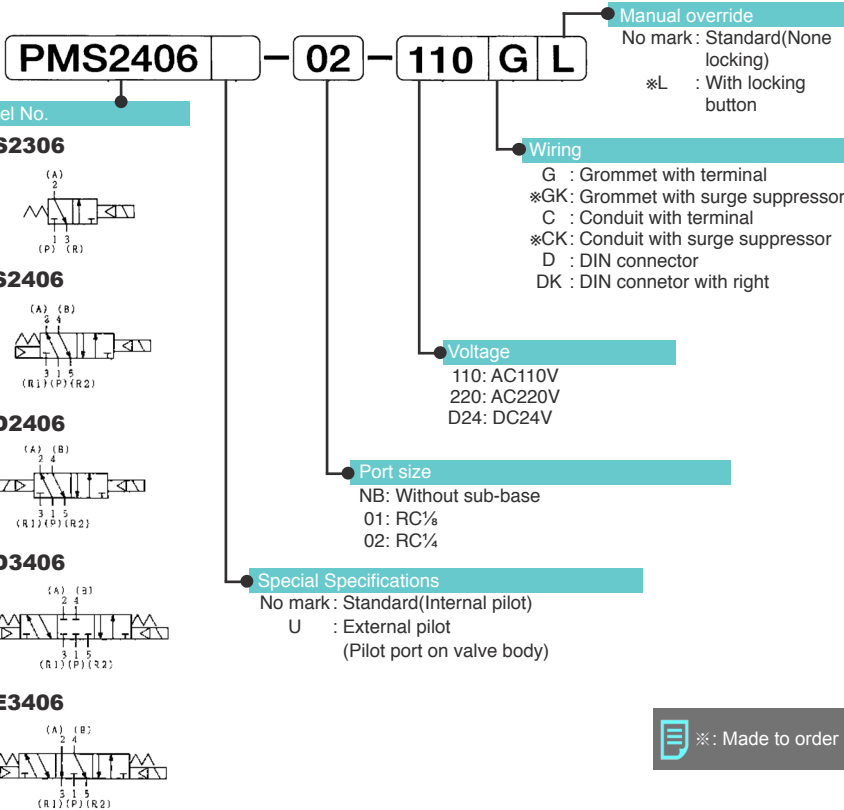 PMS2406 - 02 - 110 G L
Manual override
No mark : Standard(None locking)
※L : With locking button
el No.
S2306
(A)
2
1 3
(P) (R)
S2406
(A) (B)
2 4
3 1 5
(R1)(P)(R2)
D2406
(A) (B)
2 4
3 1 5
(R1)(P)(R2)
D3406
(A) (B)
2 4
3 1 5
(R1)(P)(R2)
E3406
(A) (B)
2 4
3 1 5
(R1)(P)(R2)
Wiring
G : Grommet with terminal
※GK: Grommet with surge suppressor
C : Conduit with terminal
※CK: Conduit with surge suppressor
D : DIN connector
DK : DIN connetor with right
Voltage
110: AC110V
220: AC220V
D24: DC24V
Port size
NB: Without sub-base
01: RC⅛
02: RC¼
Special Specifications
No mark : Standard(Internal pilot)
U : External pilot
(Pilot port on valve body)
※: Made to order